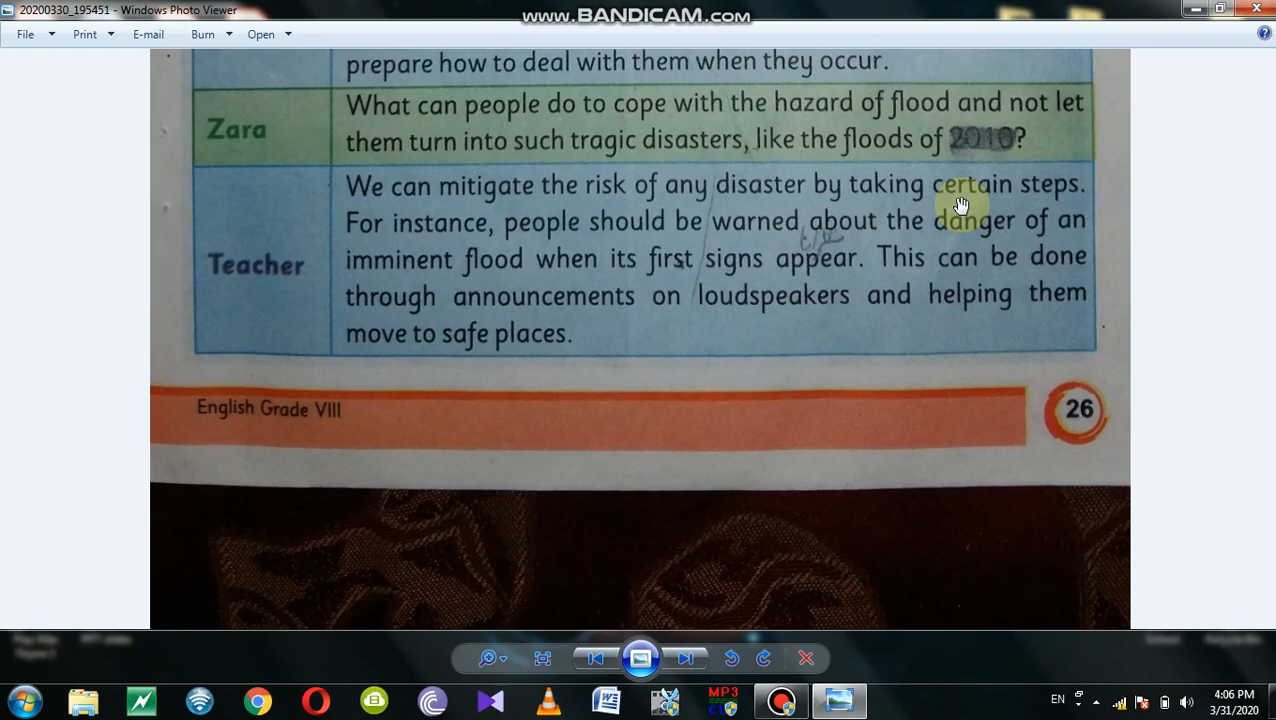 20200330_195451 - Windows Photo Viewer
www.BANDICAM.com
File Print E-mail Burn Open
prepare how to deal with them when they occur.
Zara
What can people do to cope with the hazard of flood and not let
them turn into such tragic disasters, like the floods of 2010?
Teacher
We can mitigate the risk of any disaster by taking certain steps.
For instance, people should be warned about the danger of an
imminent flood when its first signs appear. This can be done
through announcements on loudspeakers and helping them
move to safe places.
English Grade VIII
26
MP3
EN
4:06 PM
3/31/2020